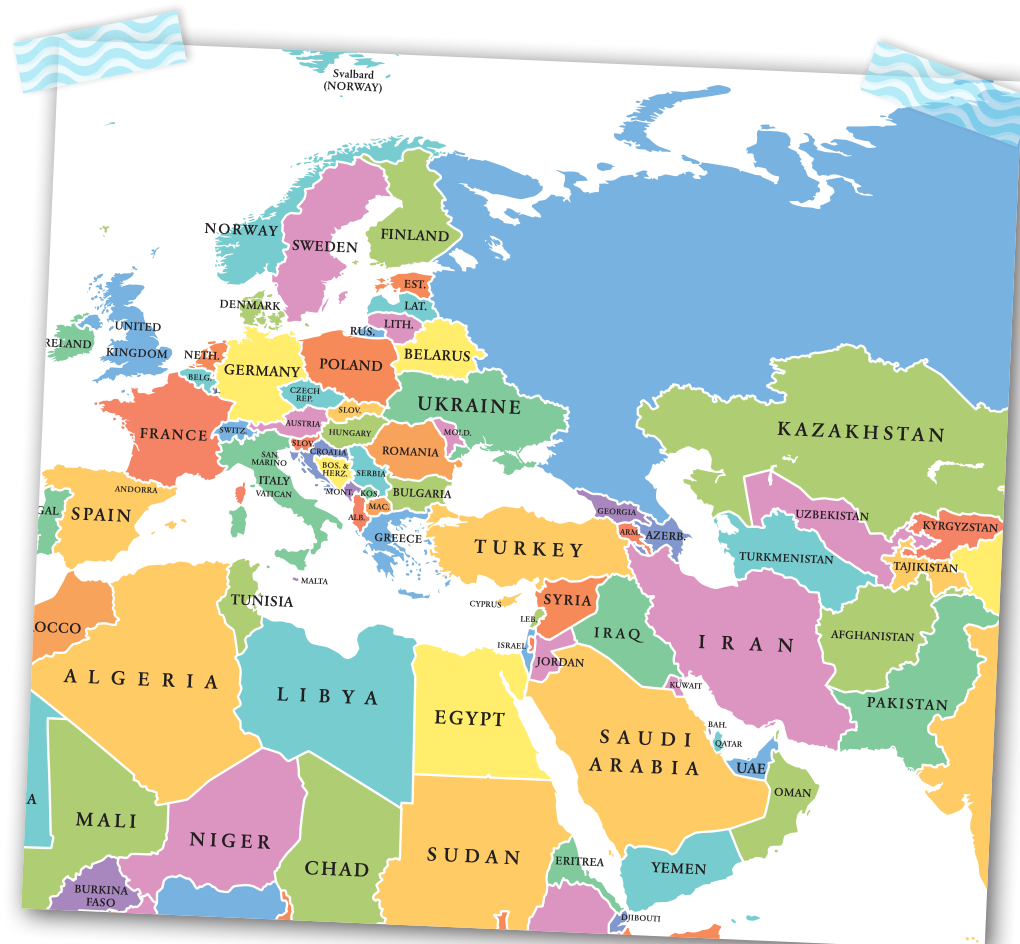 Svalbard
(NORWAY)
NORWAY
SWEDEN
FINLAND
EST.
LAT.
LITH.
RUS.
DENMARK
UNITED
KINGDOM
RELAND
NETH.
BELG.
GERMANY
POLAND
BELARUS
CZECH
REP.
SLOV.
UKRAINE
FRANCE
SWITZ.
AUSTRIA
HUNGARY
MOLD.
SLOV.
CROATIA
ROMANIA
SAN
MARINO
BOS. &
HERZ.
SERBIA
ITALY
VATICAN
MONT.
KOS.
BULGARIA
ANDORRA
MAC.
ALB.
GAL
SPAIN
GREECE
TURKEY
GEORGIA
ARM.
AZERB.
KAZAKHSTAN
UZBEKISTAN
KYRGYZSTAN
TURKMENISTAN
TAJIKISTAN
MALTA
CYPRUS
SYRIA
LEB.
ISRAEL
JORDAN
IRAQ
IRAN
AFGHANISTAN
PAKISTAN
KUWAIT
OCCO
TUNISIA
ALGERIA
LIBYA
EGYPT
SAUDI
ARABIA
BAH.
QATAR
UAE
OMAN
A
MALI
NIGER
CHAD
SUDAN
ERITREA
YEMEN
BURKINA
FASO
DJIBOUTI